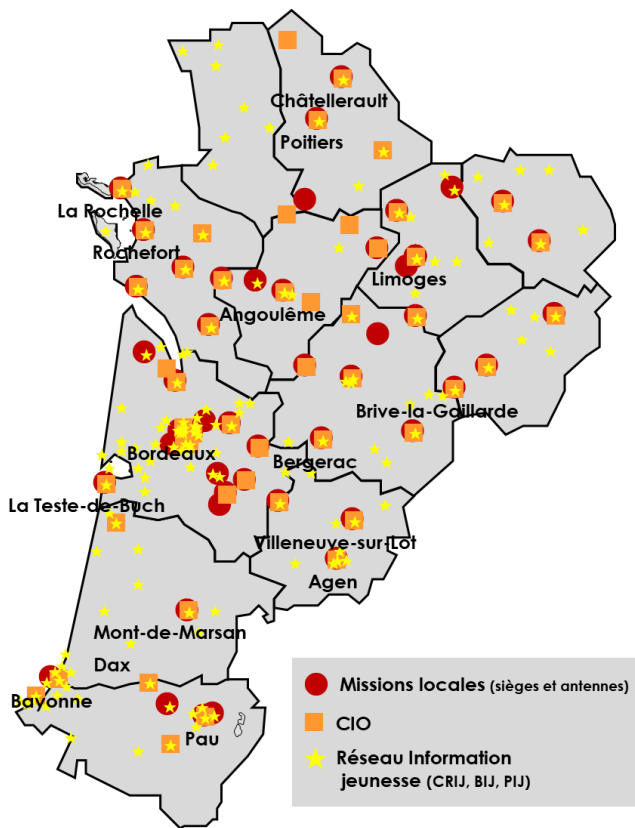 Châtellerault
Poitiers
La Rochelle
Rochefort
Limoges
Angoulême
Brive-la-Gaillarde
Bordeaux
Bergerac
La Teste-de-Buch
Villeneuve-sur-Lot
Agen
Mont-de-Marsan
Dax
Bayonne
Pau
Missions locales (sièges et antennes)
CIO
Réseau Information
jeunesse (CRIJ, BIJ, PIJ)